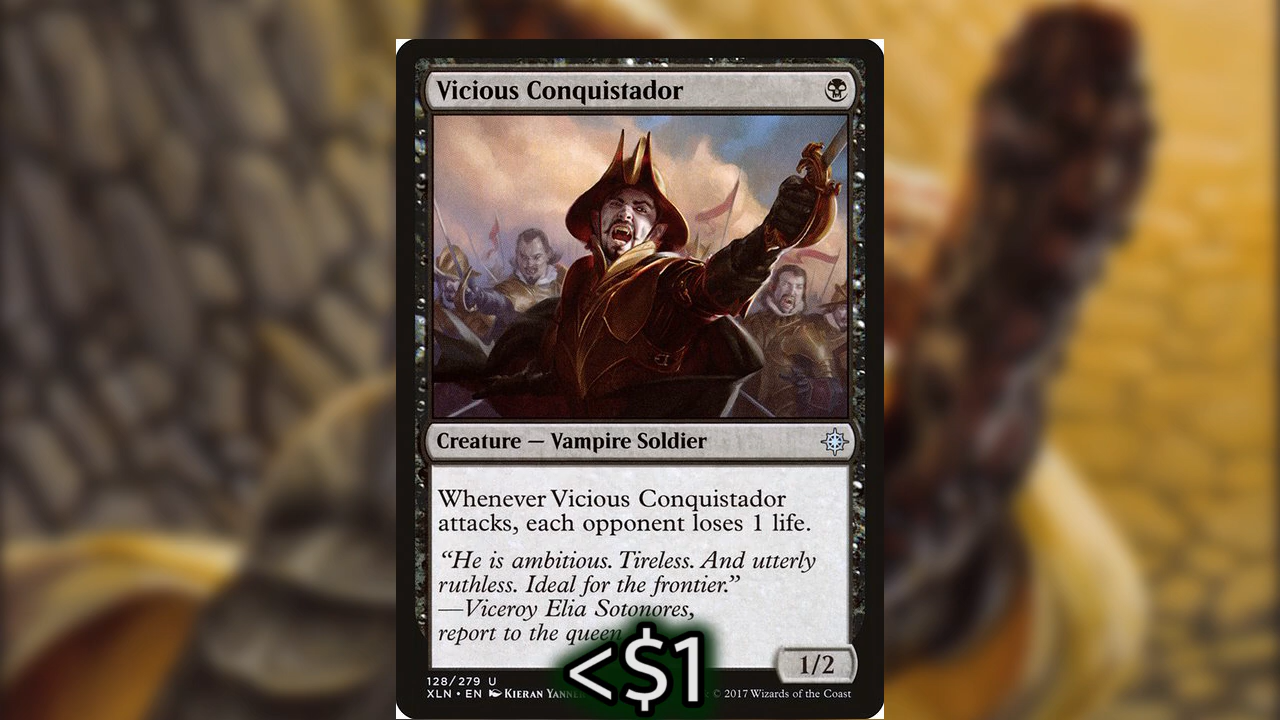 Vicious Conquistador
Creature — Vampire Soldier
Whenever Vicious Conquistador
attacks, each opponent loses 1 life.
“He is ambitious. Tireless. And utterly
ruthless. Ideal for the frontier.”
—Viceroy Elia Sotonores,
report to the queen
<$1
1/2
128/279 U
XLN • EN KIERAN © 2017 Wizards of the Coast